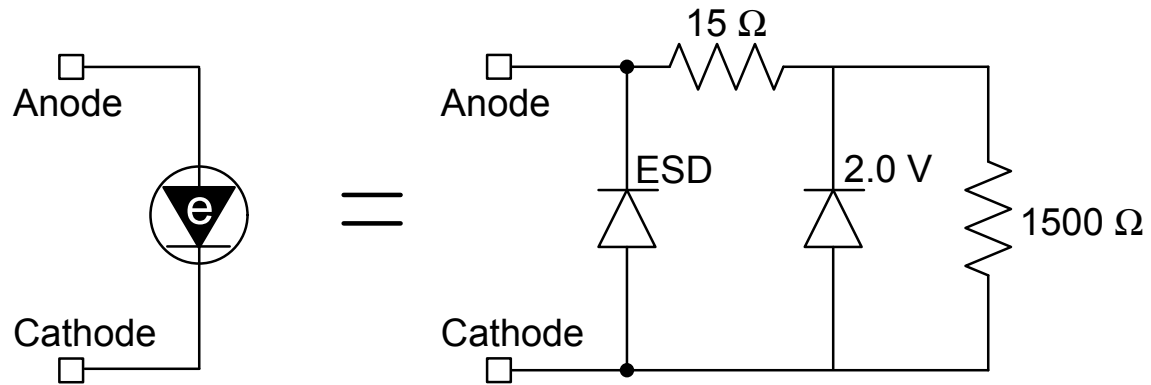 15 Ω
Anode
Anode
ESD
2.0 V
e
=
1500 Ω
Cathode
Cathode